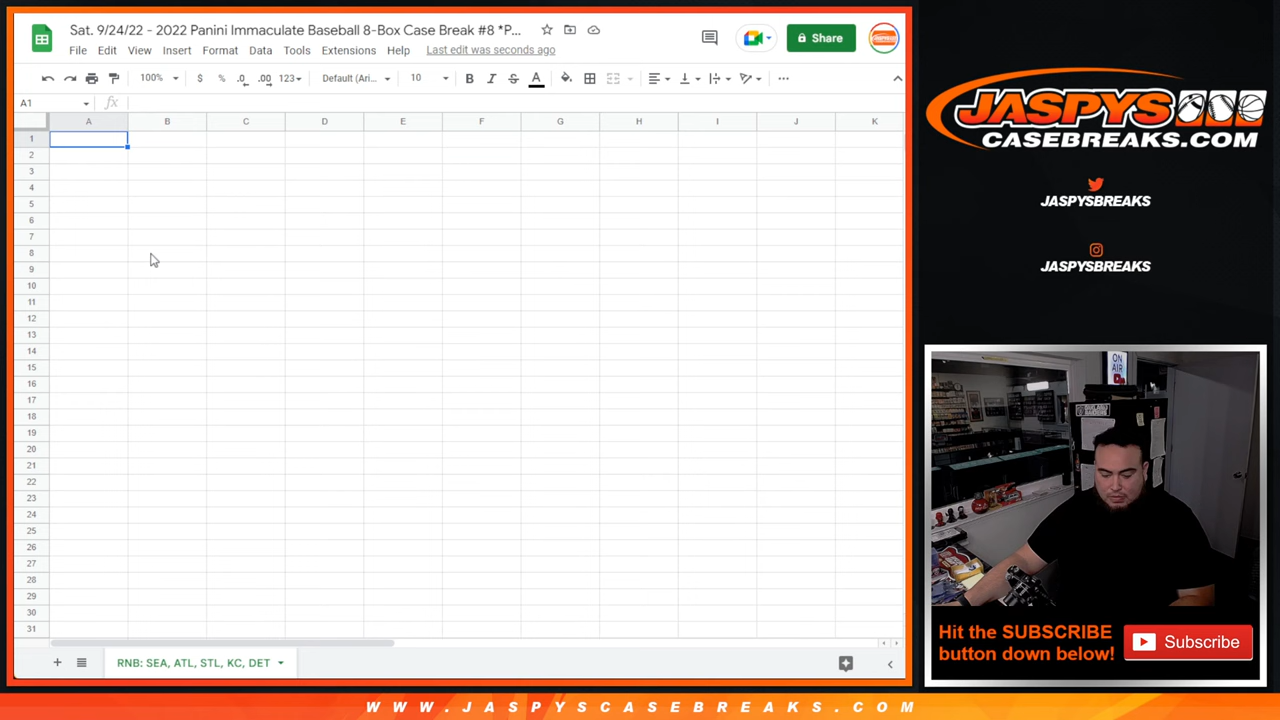 Sat. 9/24/22 - 2022 Panini Immaculate Baseball 8-Box Case Break #8 *P...
Share
File Edit View Insert Format Data Tools Extensions Help Last edit was seconds ago
100% $ % .0 .00 123 Default (Ari... 10 B I S A
A1 fx
A B C D E F G H I J K
1
2
3
4
5
6
7
8
9
10
11
12
13
14
15
16
17
18
19
20
21
22
23
24
25
26
27
28
29
30
31
RNB: SEA, ATL, STL, KC, DET
JASPYS
CASEBREAKS.COM
JASPYSBREAKS
JASPYSBREAKS
ON
AIR
Hit the SUBSCRIBE
button down below!
Subscribe
WWW.JASPYSCASEBREAKS.COM